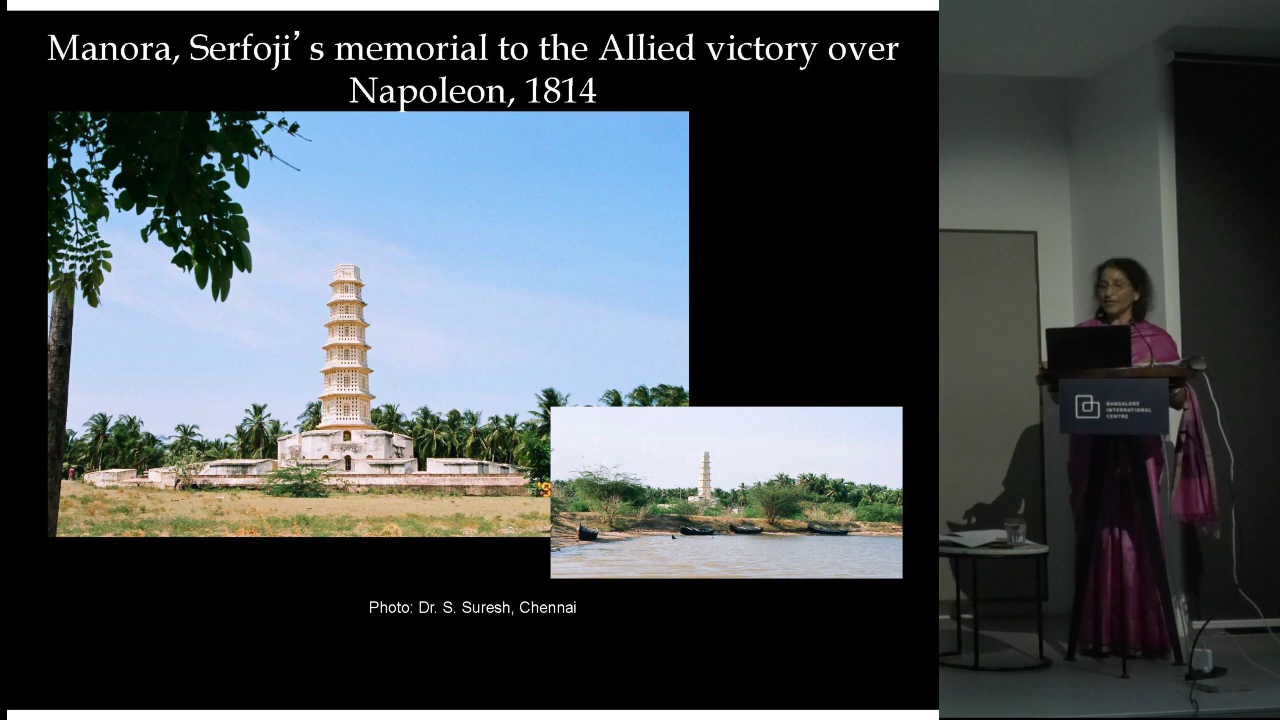 Manora, Serfoji’s memorial to the Allied victory over
Napoleon, 1814
Photo: Dr. S. Suresh, Chennai
BANGALORE
INTERNATIONAL
CENTRE